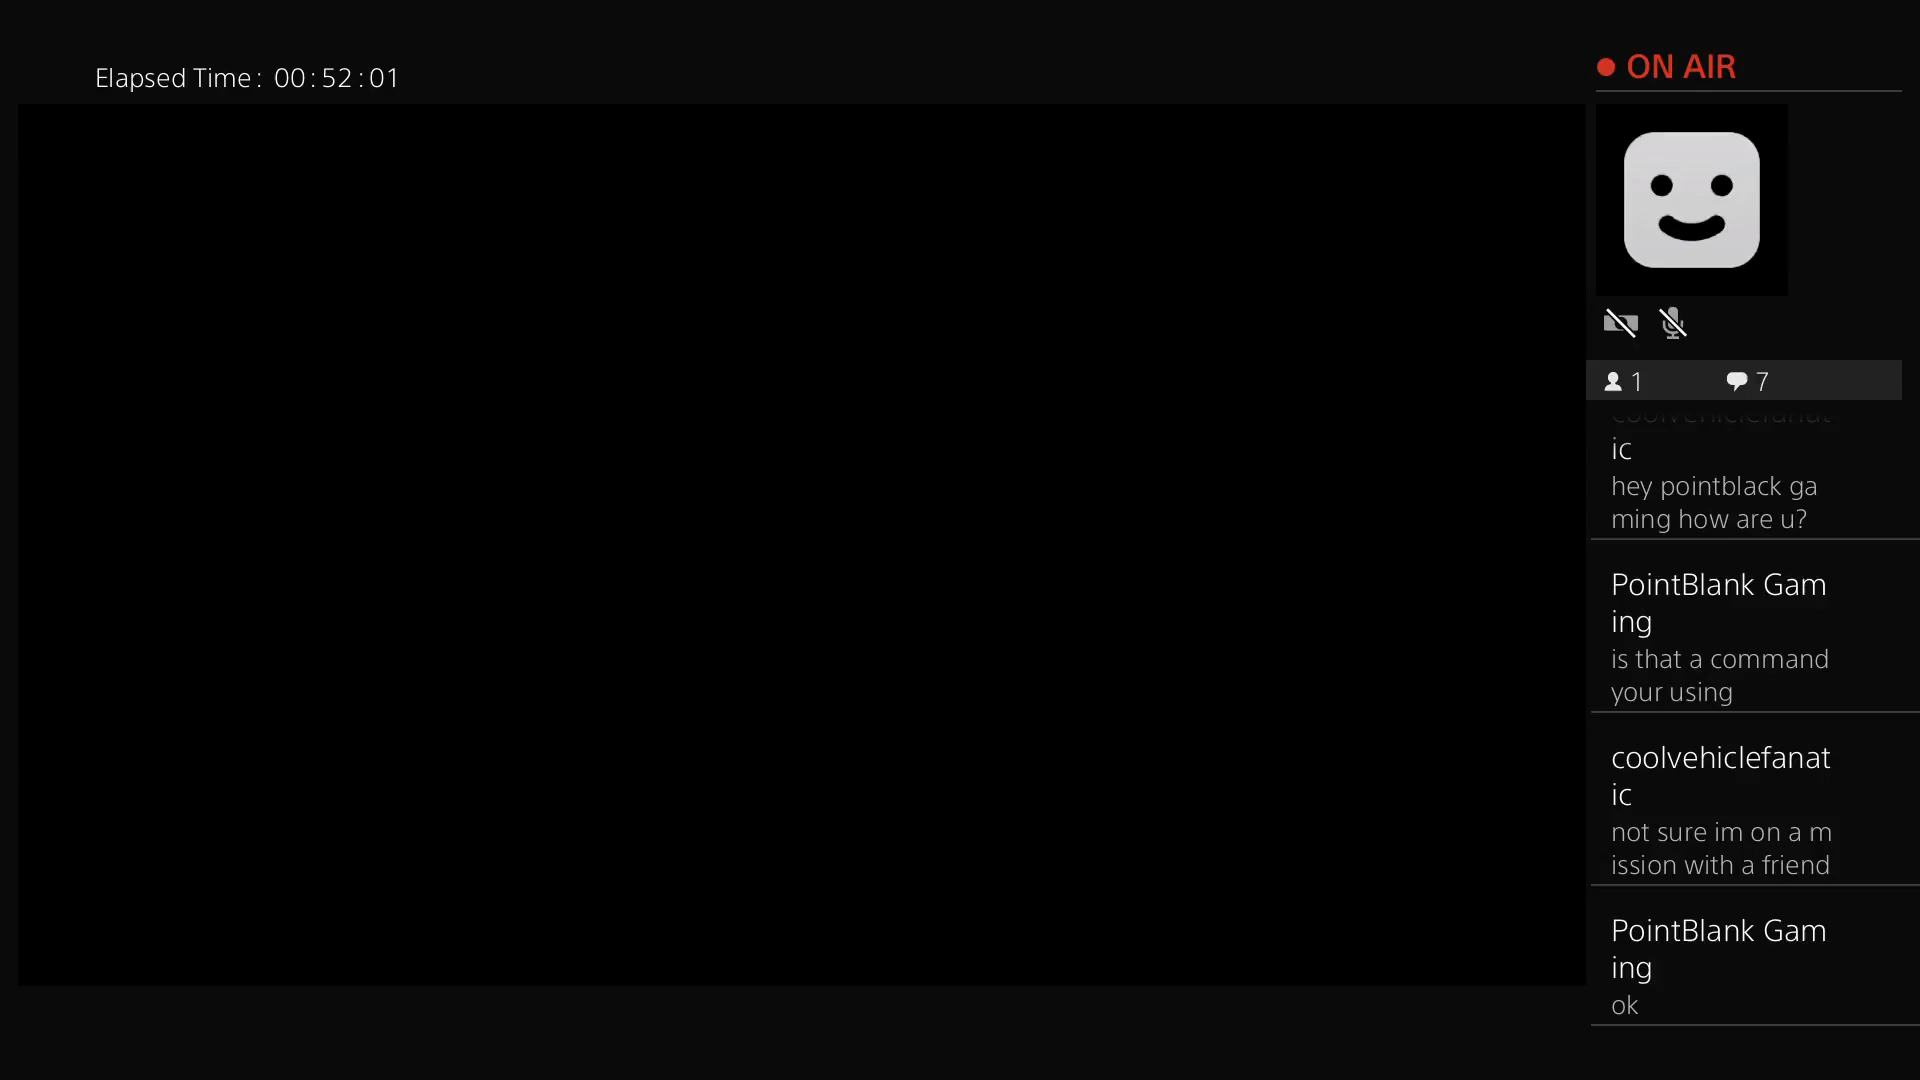 Elapsed Time: 00:52:01
ON AIR
1 7
ic
hey pointblack ga
ming how are u?
PointBlank Gam
ing
is that a command
your using
coolvehiclefanat
ic
not sure im on a m
ission with a friend
PointBlank Gam
ing
ok